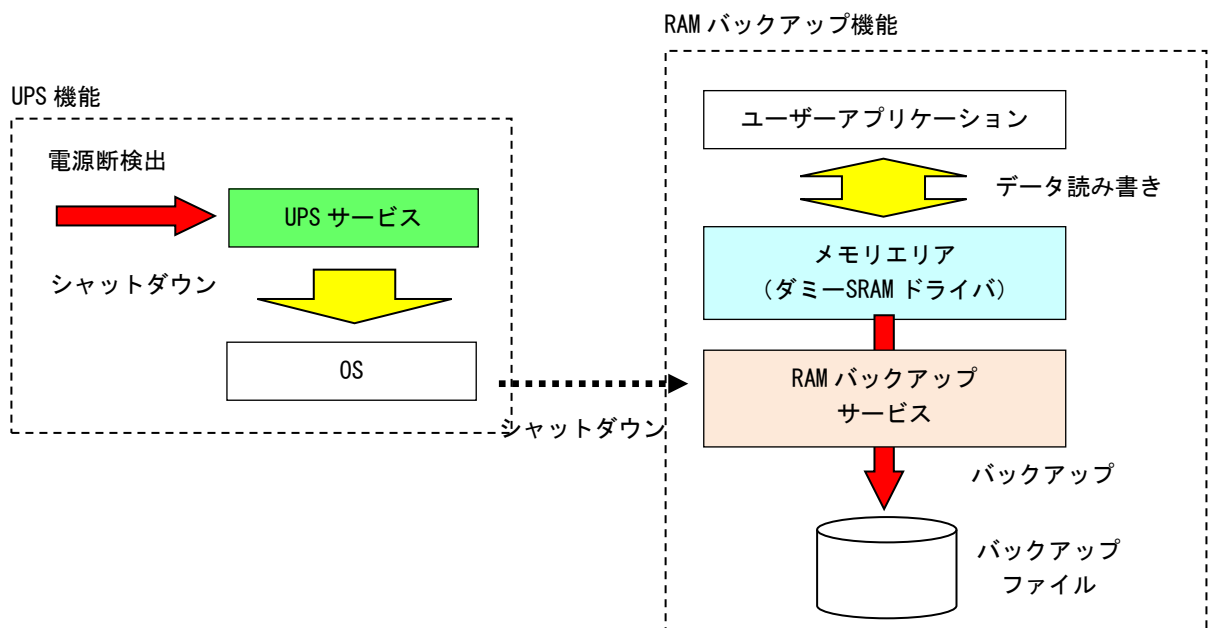 RAM バックアップ機能
UPS 機能
電源断検出
UPS サービス
シャットダウン
OS
シャットダウン
ユーザーアプリケーション
データ読み書き
メモリエリア
（ダミーSRAM ドライバ）
RAM バックアップ
サービス
バックアップ
バックアップ
ファイル